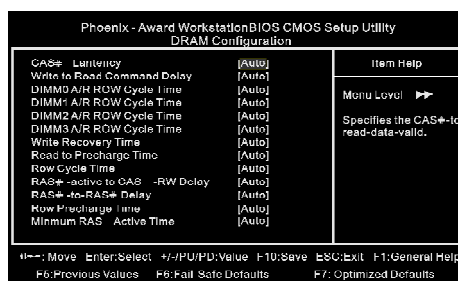 Phoenix - Award WorkstationBIOS CMOS Setup Utility
DRAM Configuration
CAS# Lantency [Auto]
Write to Read Command Delay [Auto]
DIMM0 A/R ROW Cycle Time [Auto]
DIMM1 A/R ROW Cycle Time [Auto]
DIMM2 A/R ROW Cycle Time [Auto]
DIMM3 A/R ROW Cycle Time [Auto]
Write Recovery Time [Auto]
Read to Precharge Time [Auto]
Row Cycle Time [Auto]
RAS# -active to CAS -RW Delay [Auto]
RAS# -to-RAS# Delay [Auto]
Row Precharge Time [Auto]
Minmum RAS Active Time [Auto]
Item Help
Menu Level ▶▶
Specifies the CAS#-to
read-data-valid.
↑↓←→: Move Enter:Select +/-/PU/PD:Value F10:Save ESC:Exit F1:General Help
F5:Previous Values F6:Fail-Safe Defaults F7: Optimized Defaults